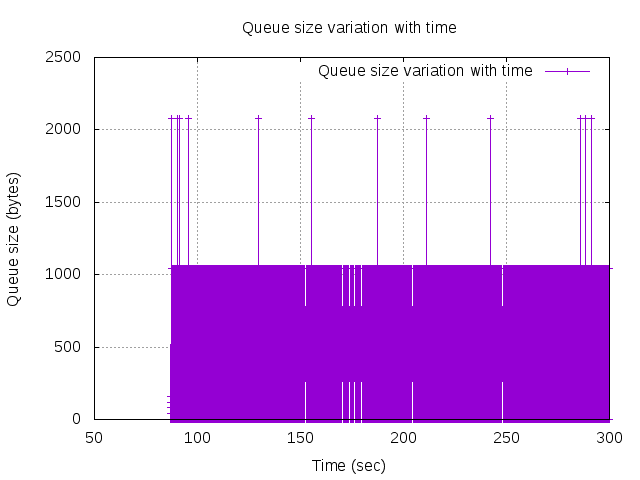 Queue size variation with time
Queue size variation with time
2500
2000
1500
1000
500
0
Queue size (bytes)
50 100 150 200 250 300
Time (sec)